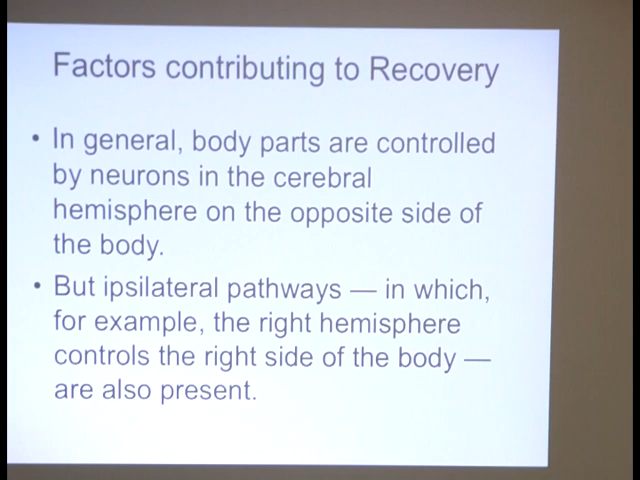 Factors contributing to Recovery
• In general, body parts are controlled
by neurons in the cerebral
hemisphere on the opposite side of
the body.
• But ipsilateral pathways — in which,
for example, the right hemisphere
controls the right side of the body —
are also present.